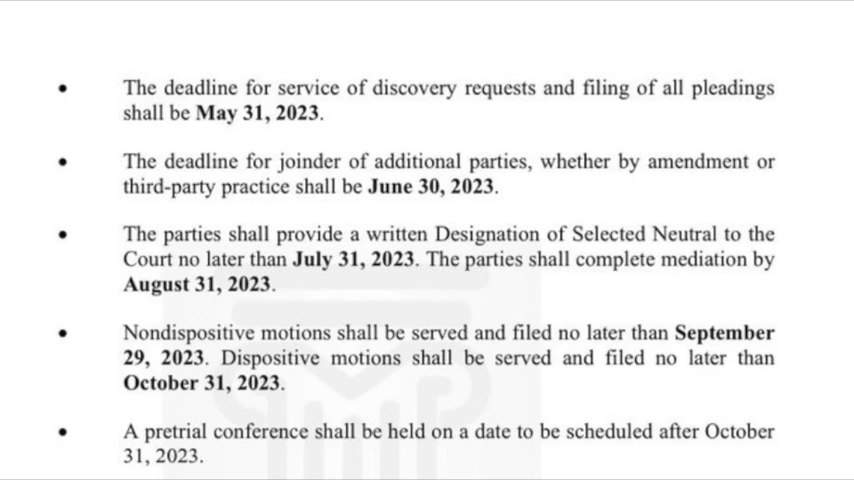 • The deadline for service of discovery requests and filing of all pleadings
shall be May 31, 2023.
• The deadline for joinder of additional parties, whether by amendment or
third-party practice shall be June 30, 2023.
• The parties shall provide a written Designation of Selected Neutral to the
Court no later than July 31, 2023. The parties shall complete mediation by
August 31, 2023.
• Nondispositive motions shall be served and filed no later than September
29, 2023. Dispositive motions shall be served and filed no later than
October 31, 2023.
• A pretrial conference shall be held on a date to be scheduled after October
31, 2023.